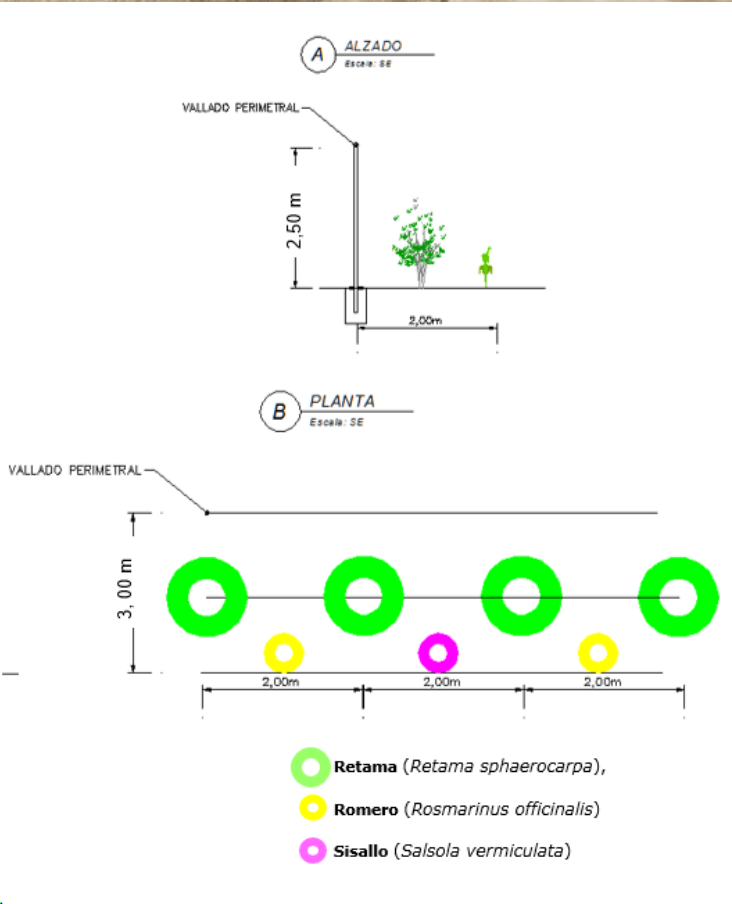 A ALZADO
Escala: SE
VALLADO PERIMETRAL
2,50 m
2,00m
B PLANTA
Escala: SE
VALLADO PERIMETRAL
3,00 m
2,00m 2,00m 2,00m
Retama (Retama sphaerocarpa),
Romero (Rosmarinus officinalis)
Sisallo (Salsola vermiculata)